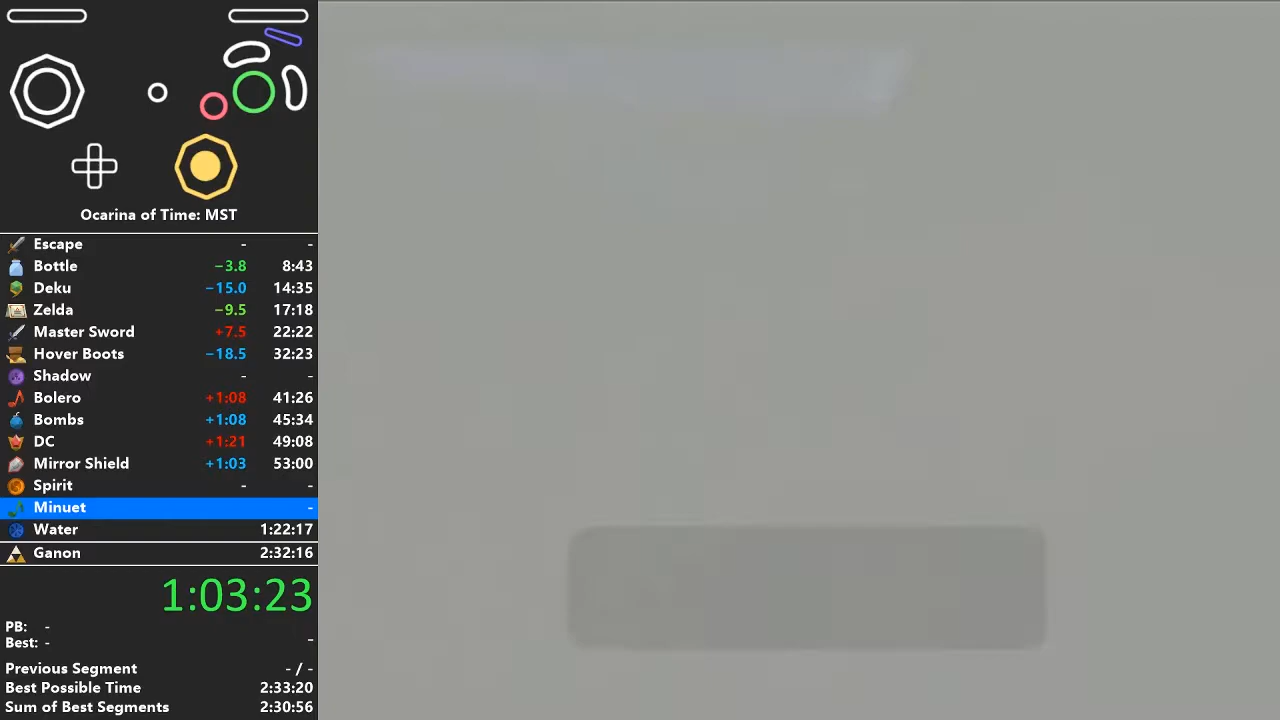 Ocarina of Time: MST
Escape - -
Bottle −3.8 8:43
Deku −15.0 14:35
Zelda −9.5 17:18
Master Sword +7.5 22:22
Hover Boots −18.5 32:23
Shadow - -
Bolero +1:08 41:26
Bombs +1:08 45:34
DC +1:21 49:08
Mirror Shield +1:03 53:00
Spirit - -
Minuet -
Water 1:22:17
Ganon 2:32:16
1:03:23
PB: -
Best: - -
Previous Segment - / -
Best Possible Time 2:33:20
Sum of Best Segments 2:30:56